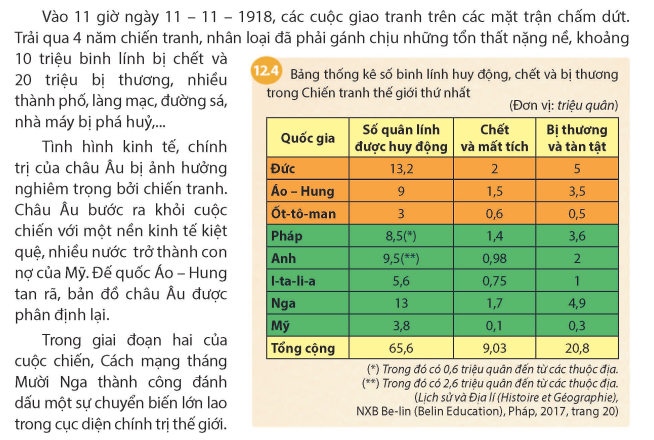 Vào 11 giờ ngày 11 – 11 – 1918, các cuộc giao tranh trên các mặt trận chấm dứt.
Trải qua 4 năm chiến tranh, nhân loại đã phải gánh chịu những tổn thất nặng nề, khoảng
10 triệu binh lính bị chết và
20 triệu bị thương, nhiều
thành phố, làng mạc, đường sá,
nhà máy bị phá huỷ,...
Tình hình kinh tế, chính
trị của châu Âu bị ảnh hưởng
nghiêm trọng bởi chiến tranh.
Châu Âu bước ra khỏi cuộc
chiến với một nền kinh tế kiệt
quệ, nhiều nước trở thành con
nợ của Mỹ. Đế quốc Áo – Hung
tan rã, bản đồ châu Âu được
phân định lại.
Trong giai đoạn hai của
cuộc chiến, Cách mạng tháng
Mười Nga thành công đánh
dấu một sự chuyển biến lớn lao
trong cục diện chính trị thế giới.
12.4 Bảng thống kê số binh lính huy động, chết và bị thương
trong Chiến tranh thế giới thứ nhất
(Đơn vị: triệu quân)
Quốc gia Số quân lính được huy động Chết và mất tích Bị thương và tàn tật
Đức 13,2 2 5
Áo – Hung 9 1,5 3,5
Ốt-tô-man 3 0,6 0,5
Pháp 8,5(*) 1,4 3,6
Anh 9,5(**) 0,98 2
I-ta-li-a 5,6 0,75 1
Nga 13 1,7 4,9
Mỹ 3,8 0,1 0,3
Tổng cộng 65,6 9,03 20,8
(*) Trong đó có 0,6 triệu quân đến từ các thuộc địa.
(**) Trong đó có 2,6 triệu quân đến từ các thuộc địa.
(Lịch sử và Địa lí (Histoire et Géographie),
NXB Be-lin (Belin Education), Pháp, 2017, trang 20)